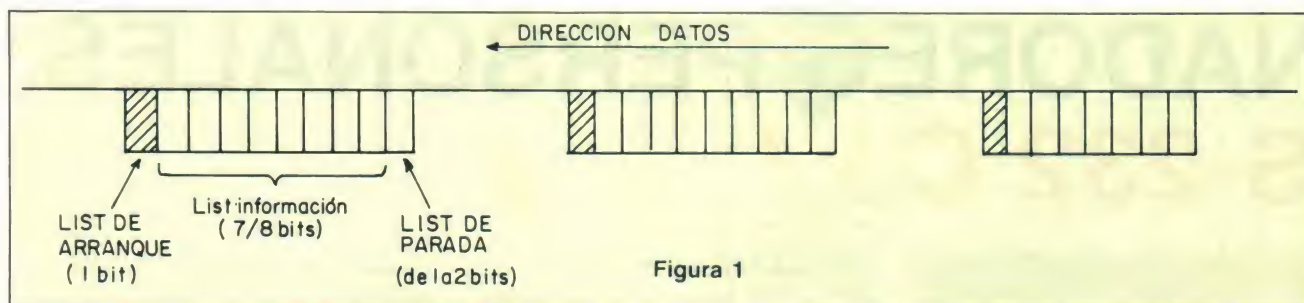 DIRECCION DATOS
LIST DE
ARRANQUE
(1 bit)
List información
(7/8 bits)
LIST DE
PARADA
(de 1 a 2 bits)
Figura 1